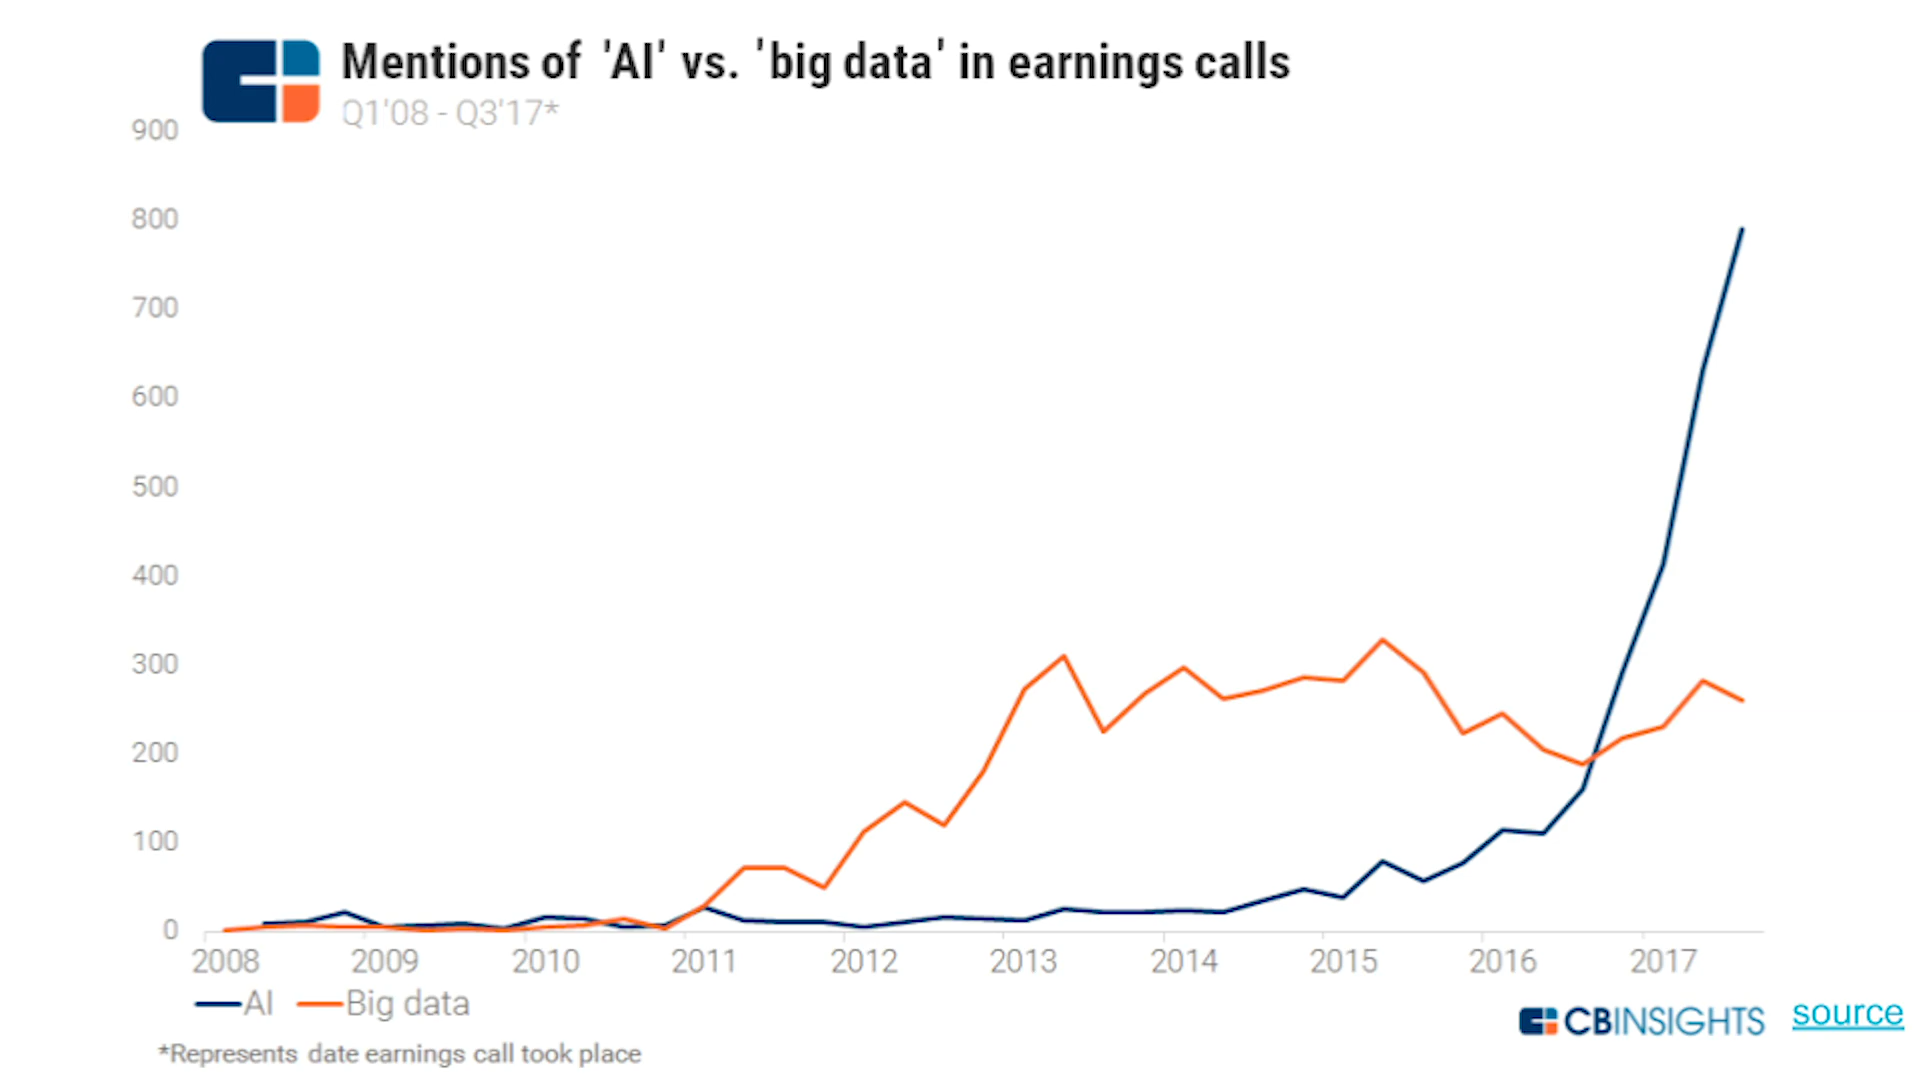 Mentions of 'AI' vs. 'big data' in earnings calls
Q1'08 - Q3'17*
900
800
700
600
500
400
300
200
100
0
2008 2009 2010 2011 2012 2013 2014 2015 2016 2017
AI Big data
CBINSIGHTS source
*Represents date earnings call took place